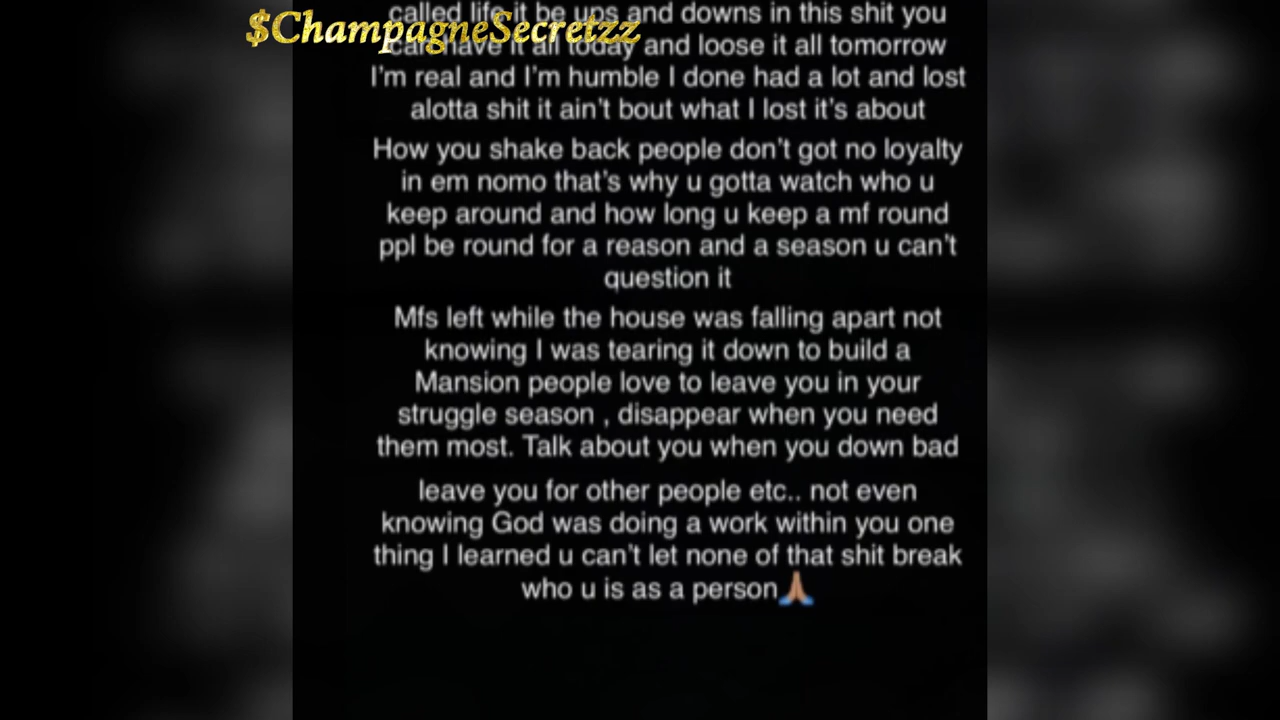 called life it be ups and downs in this shit you
$ChampagneSecretzz
can have it all today and loose it all tomorrow
I'm real and I'm humble I done had a lot and lost
alotta shit it ain't bout what I lost it's about
How you shake back people don't got no loyalty
in em nomo that's why u gotta watch who u
keep around and how long u keep a mf round
ppl be round for a reason and a season u can't
question it
Mfs left while the house was falling apart not
knowing I was tearing it down to build a
Mansion people love to leave you in your
struggle season , disappear when you need
them most. Talk about you when you down bad
leave you for other people etc.. not even
knowing God was doing a work within you one
thing I learned u can't let none of that shit break
who u is as a person🙏🏽